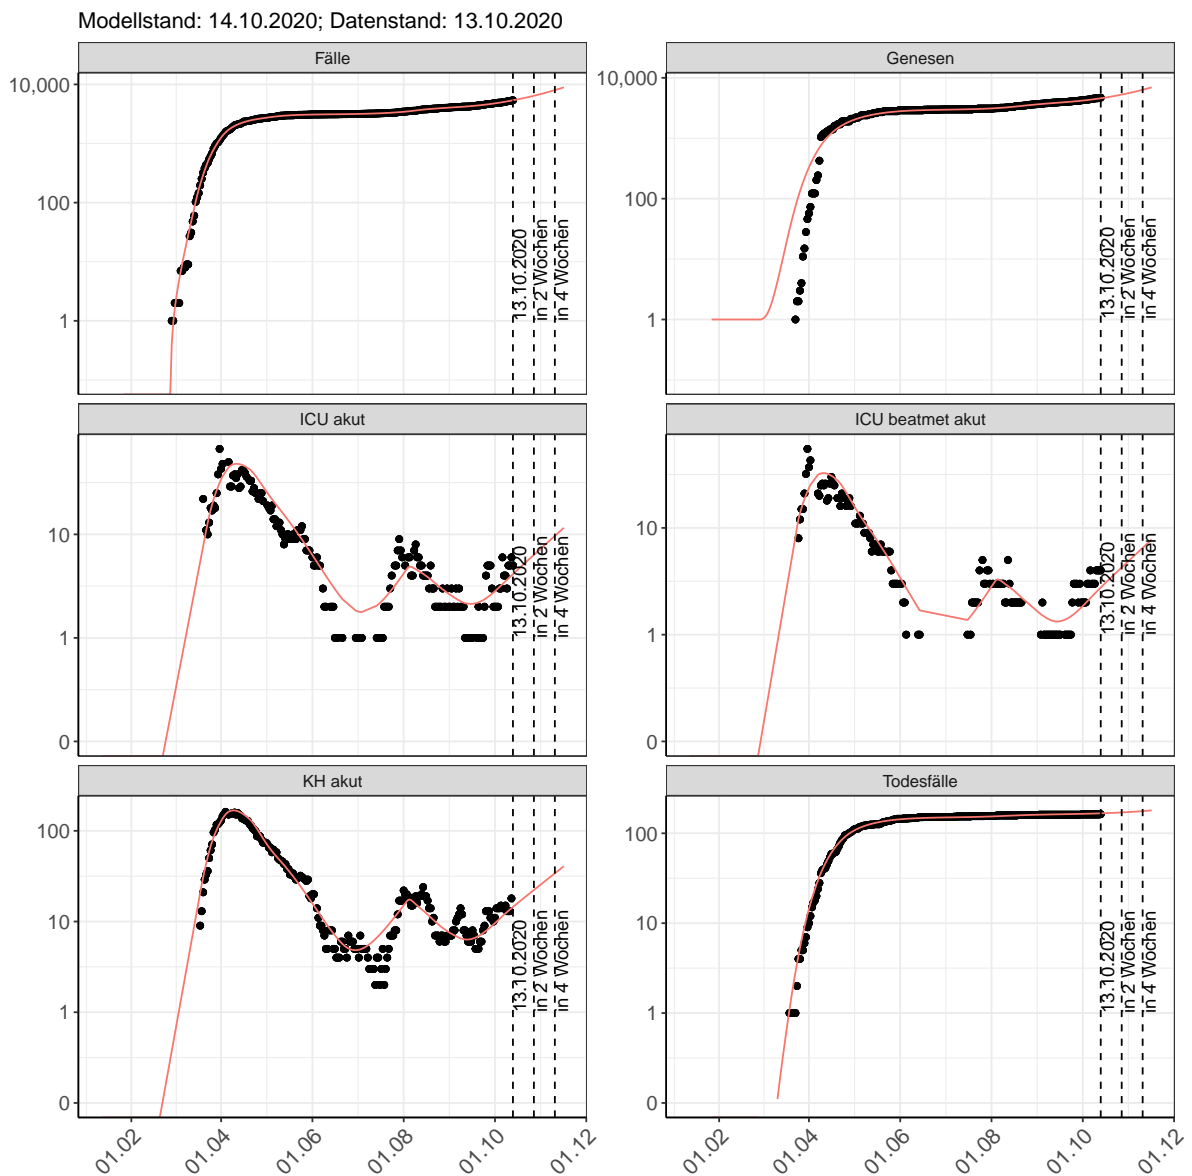 Modellstand: 14.10.2020; Datenstand: 13.10.2020
Fälle
Genesen
10,000
100
1
13.10.2020
in 2 Wochen
in 4 Wochen
10,000
100
1
13.10.2020
in 2 Wochen
in 4 Wochen
ICU akut
ICU beatmet akut
10
1
0
13.10.2020
in 2 Wochen
in 4 Wochen
10
1
0
13.10.2020
in 2 Wochen
in 4 Wochen
KH akut
Todesfälle
100
10
1
0
13.10.2020
in 2 Wochen
in 4 Wochen
100
10
1
0
13.10.2020
in 2 Wochen
in 4 Wochen
01.02
01.04
01.06
01.08
01.10
01.12
01.02
01.04
01.06
01.08
01.10
01.12